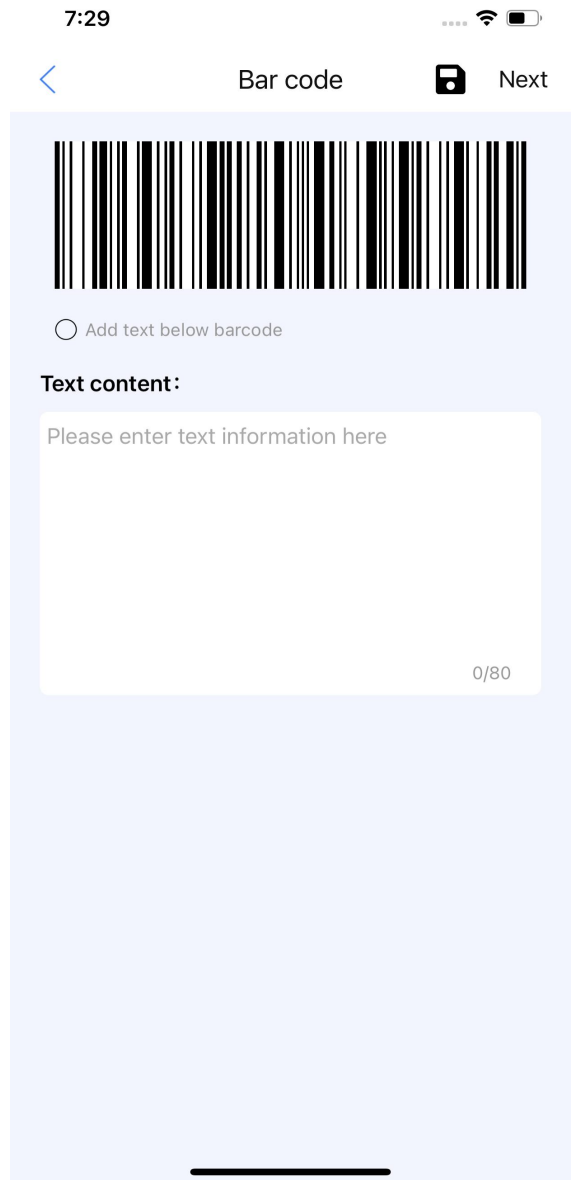 7:29
Bar code
Next
Add text below barcode
Text content:
Please enter text information here
0/80